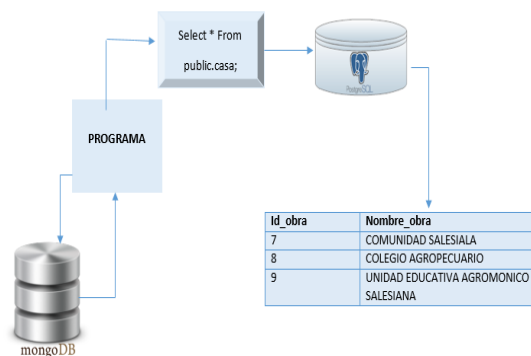 Select * From
public.casa;
PostgreSQL
PROGRAMA
Id_obra Nombre_obra
7 COMUNIDAD SALESIALA
8 COLEGIO AGROPECUARIO
9 UNIDAD EDUCATIVA AGROMONICO
SALESIANA
mongoDB